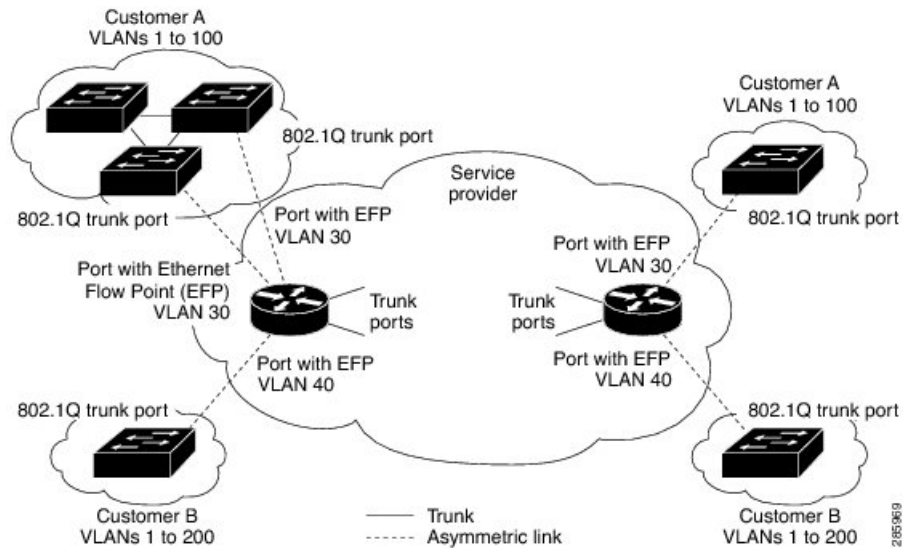 Customer A
VLANs 1 to 100
Customer A
VLANs 1 to 100
802.1Q trunk port
Service
provider
802.1Q trunk port
802.1Q trunk port
Port with EFP
VLAN 30
Port with EFP
VLAN 30
Port with Ethernet
Flow Point (EFP)
VLAN 30
Trunk
ports
Trunk
ports
Port with EFP
VLAN 40
Port with EFP
VLAN 40
802.1Q trunk port
802.1Q trunk port
Customer B
VLANs 1 to 200
Trunk
Asymmetric link
Customer B
VLANs 1 to 200
285969